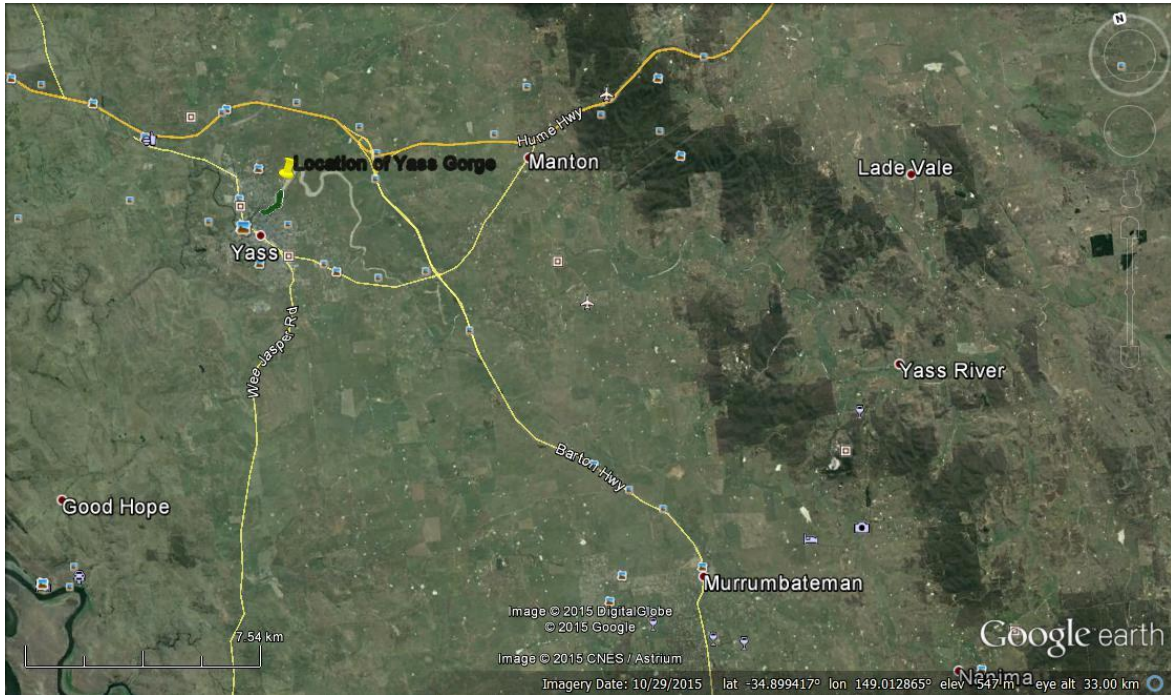 N
Hume Hwy
Location of Yass Gorge
Manton
Lade Vale
Yass
Wee Jasper Rd
Yass River
Barton Hwy
Good Hope
Murrumbateman
Image © 2015 DigitalGlobe
© 2015 Google
7.54 km
Google earth
Image © 2015 CNES / Astrium
Nanima
Imagery Date: 10/29/2015 lat -34.899417° lon 149.012865° elev 547 m eye alt 33.00 km